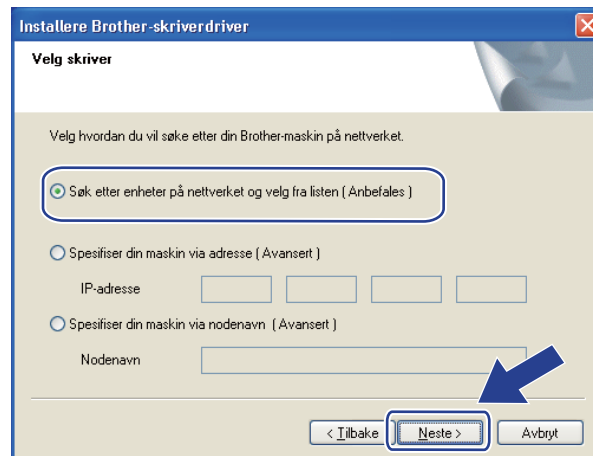 Installere Brother-skriverdriver
Velg skriver
Velg hvordan du vil søke etter din Brother-maskin på nettverket.
Søk etter enheter på nettverket og velg fra listen ( Anbefales )
Spesifiser din maskin via adresse ( Avansert )
IP-adresse
Spesifiser din maskin via nodenavn ( Avansert )
Nodenavn
< Tilbake Neste > Avbryt